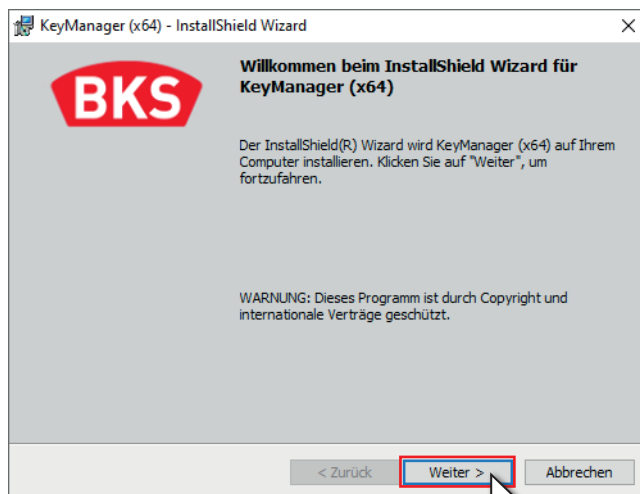 KeyManager (x64) - InstallShield Wizard
BKS
Willkommen beim InstallShield Wizard für
KeyManager (x64)
Der InstallShield(R) Wizard wird KeyManager (x64) auf Ihrem
Computer installieren. Klicken Sie auf "Weiter", um
fortzufahren.
WARNUNG: Dieses Programm ist durch Copyright und
internationale Verträge geschützt.
< Zurück
Weiter >
Abbrechen